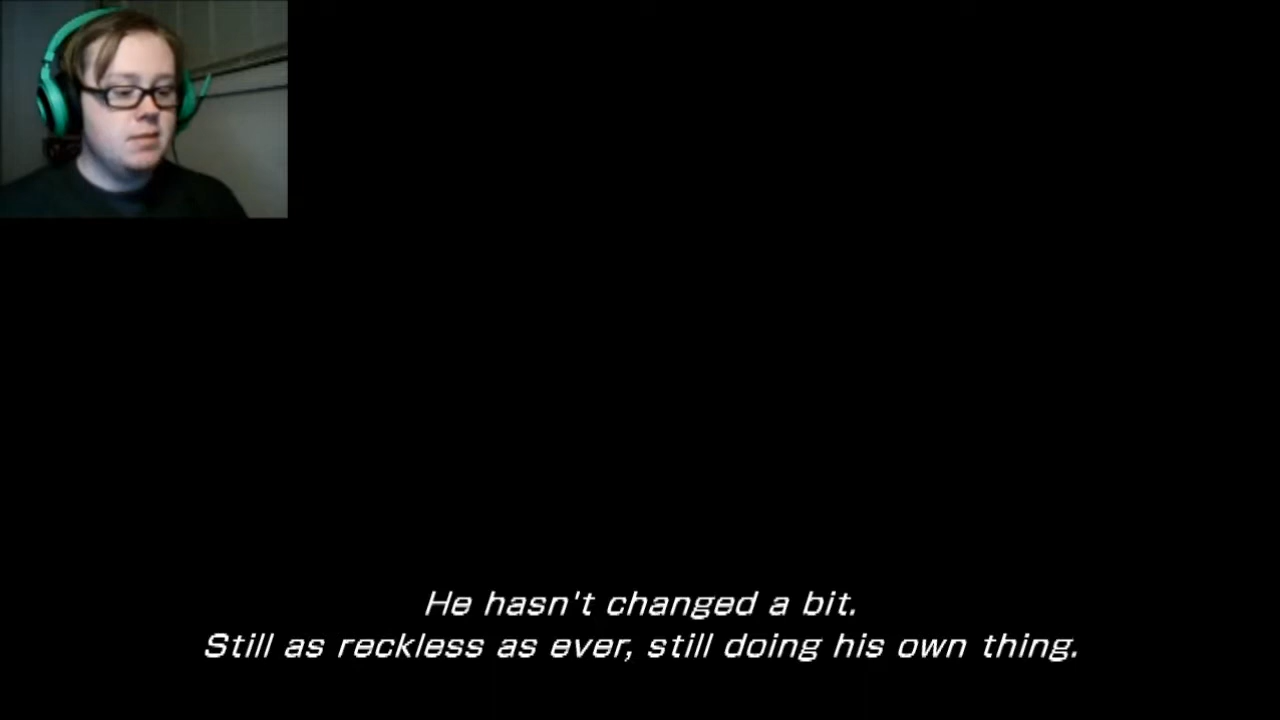 He hasn't changed a bit.
Still as reckless as ever, still doing his own thing.